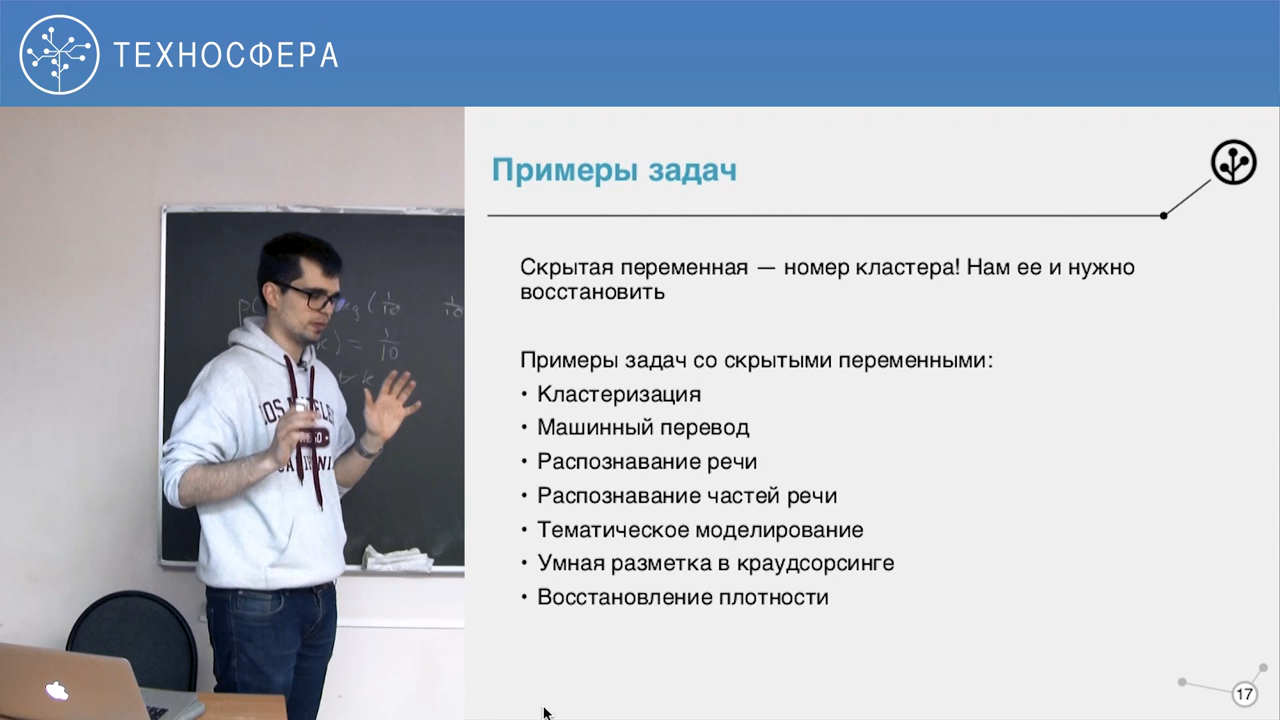 ТЕХНОСФЕРА
Примеры задач
Скрытая переменная — номер кластера! Нам ее и нужно
восстановить
Примеры задач со скрытыми переменными:
• Кластеризация
• Машинный перевод
• Распознавание речи
• Распознавание частей речи
• Тематическое моделирование
• Умная разметка в краудсорсинге
• Восстановление плотности
17